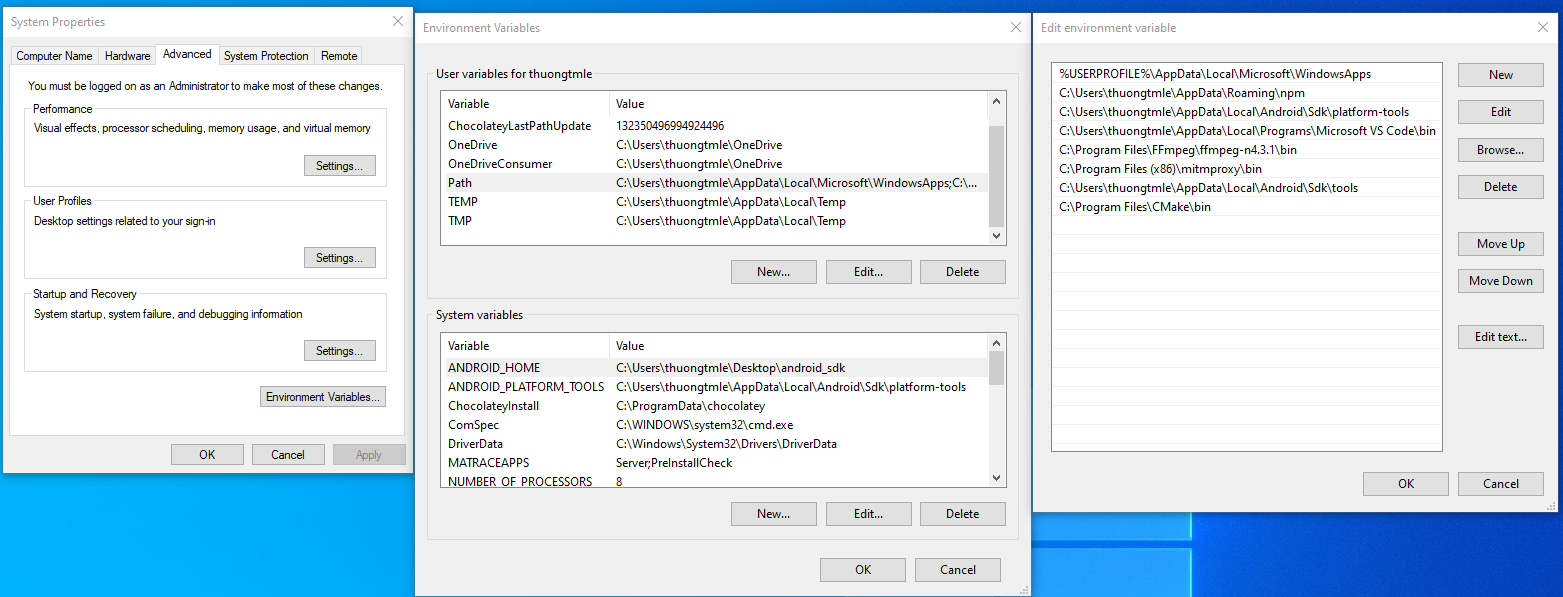 System Properties
Computer Name Hardware Advanced System Protection Remote
You must be logged on as an Administrator to make most of these changes.
Performance
Visual effects, processor scheduling, memory usage, and virtual memory
Settings...
User Profiles
Desktop settings related to your sign-in
Settings...
Startup and Recovery
System startup, system failure, and debugging information
Settings...
Environment Variables...
OK Cancel Apply
Environment Variables
User variables for thuongtmle
Variable Value
ChocolateyLastPathUpdate 132350496994924496
OneDrive C:\Users\thuongtmle\OneDrive
OneDriveConsumer C:\Users\thuongtmle\OneDrive
Path C:\Users\thuongtmle\AppData\Local\Microsoft\WindowsApps;C:\...
TEMP C:\Users\thuongtmle\AppData\Local\Temp
TMP C:\Users\thuongtmle\AppData\Local\Temp
New... Edit... Delete
System variables
Variable Value
ANDROID_HOME C:\Users\thuongtmle\Desktop\android_sdk
ANDROID_PLATFORM_TOOLS C:\Users\thuongtmle\AppData\Local\Android\Sdk\platform-tools
ChocolateyInstall C:\ProgramData\chocolatey
ComSpec C:\WINDOWS\system32\cmd.exe
DriverData C:\Windows\System32\Drivers\DriverData
MATRACEAPPS Server;PreInstallCheck
NUMBER_OF_PROCESSORS 8
New... Edit... Delete
OK Cancel
Edit environment variable
%USERPROFILE%\AppData\Local\Microsoft\WindowsApps
C:\Users\thuongtmle\AppData\Roaming\npm
C:\Users\thuongtmle\AppData\Local\Android\Sdk\platform-tools
C:\Users\thuongtmle\AppData\Local\Programs\Microsoft VS Code\bin
C:\Program Files\FFmpeg\ffmpeg-n4.3.1\bin
C:\Program Files (x86)\mitmproxy\bin
C:\Users\thuongtmle\AppData\Local\Android\Sdk\tools
C:\Program Files\CMake\bin
New
Edit
Browse...
Delete
Move Up
Move Down
Edit text...
OK Cancel